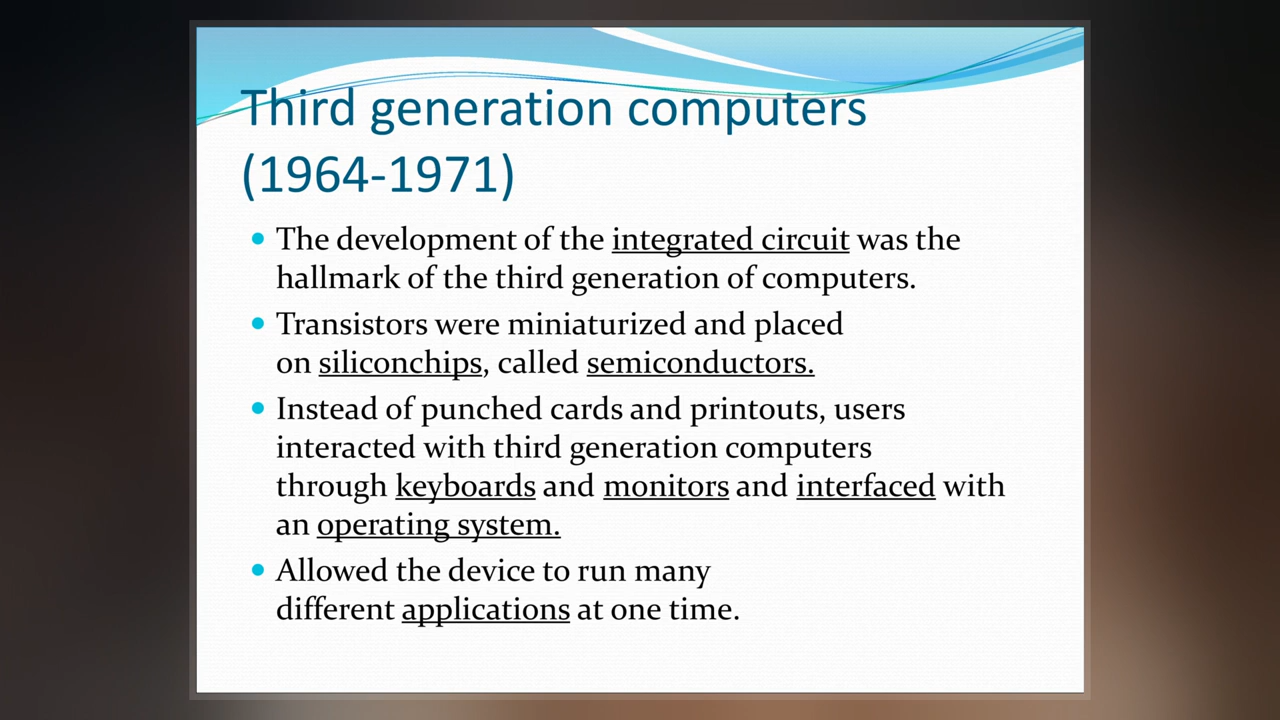 Third generation computers
(1964-1971)
The development of the integrated circuit was the
hallmark of the third generation of computers.
Transistors were miniaturized and placed
on siliconchips, called semiconductors.
Instead of punched cards and printouts, users
interacted with third generation computers
through keyboards and monitors and interfaced with
an operating system.
Allowed the device to run many
different applications at one time.